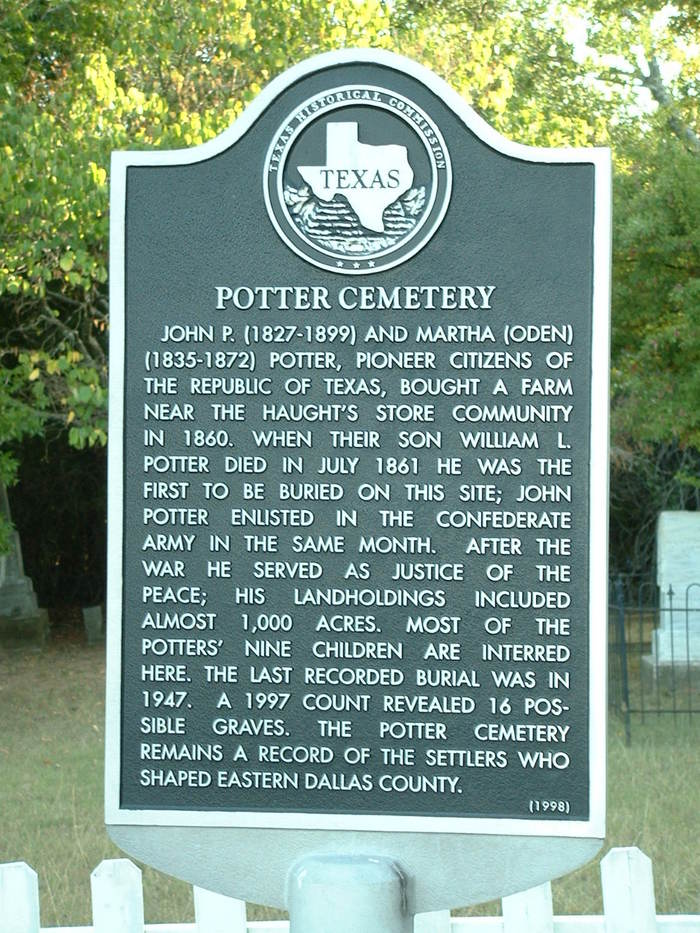 TEXAS HISTORICAL COMMISSION
TEXAS
POTTER CEMETERY
JOHN P. (1827-1899) AND MARTHA (ODEN)
(1835-1872) POTTER, PIONEER CITIZENS OF
THE REPUBLIC OF TEXAS, BOUGHT A FARM
NEAR THE HAUGHT'S STORE COMMUNITY
IN 1860. WHEN THEIR SON WILLIAM L.
POTTER DIED IN JULY 1861 HE WAS THE
FIRST TO BE BURIED ON THIS SITE; JOHN
POTTER ENLISTED IN THE CONFEDERATE
ARMY IN THE SAME MONTH. AFTER THE
WAR HE SERVED AS JUSTICE OF THE
PEACE; HIS LANDHOLDINGS INCLUDED
ALMOST 1,000 ACRES. MOST OF THE
POTTERS' NINE CHILDREN ARE INTERRED
HERE. THE LAST RECORDED BURIAL WAS IN
1947. A 1997 COUNT REVEALED 16 POS-
SIBLE GRAVES. THE POTTER CEMETERY
REMAINS A RECORD OF THE SETTLERS WHO
SHAPED EASTERN DALLAS COUNTY.
(1998)